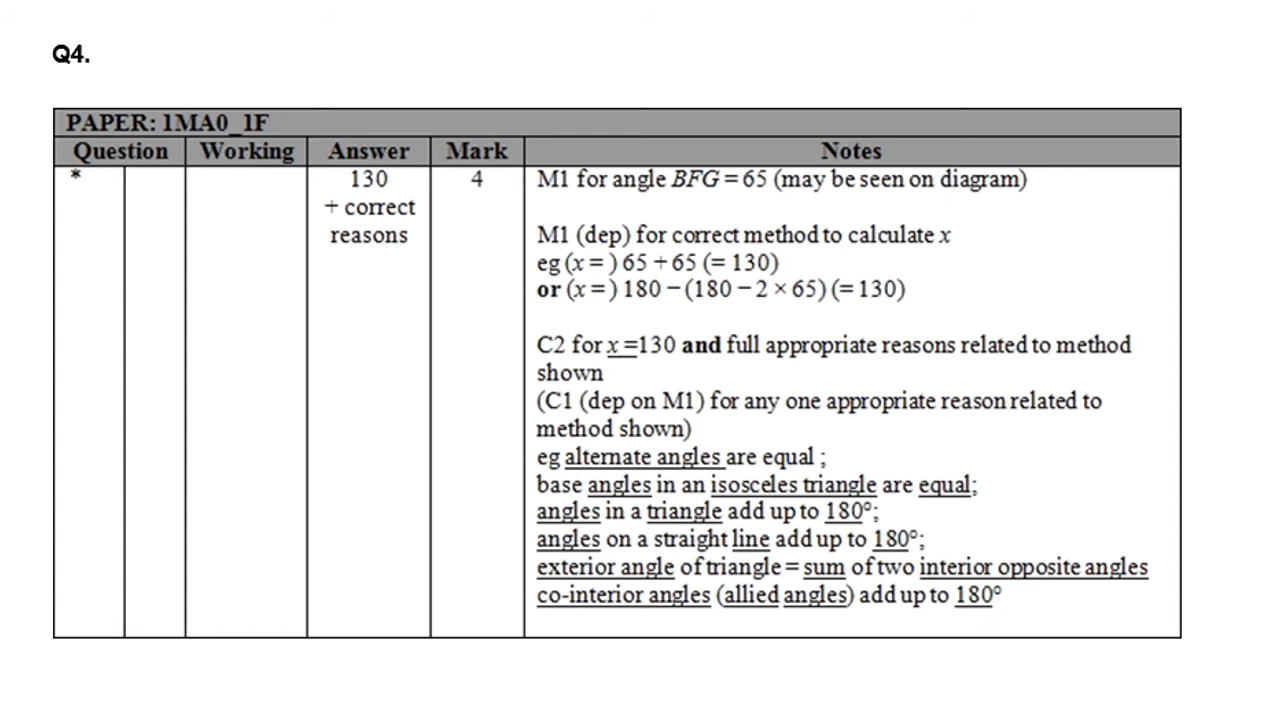 Q4.
PAPER: 1MA0_1F
Question Working Answer Mark Notes
* 130 4 M1 for angle BFG = 65 (may be seen on diagram)
+ correct
reasons M1 (dep) for correct method to calculate x
eg (x = ) 65 + 65 (= 130)
or (x = ) 180 − (180 − 2 × 65) (= 130)
C2 for x =130 and full appropriate reasons related to method
shown
(C1 (dep on M1) for any one appropriate reason related to
method shown)
eg alternate angles are equal ;
base angles in an isosceles triangle are equal;
angles in a triangle add up to 180°;
angles on a straight line add up to 180°;
exterior angle of triangle = sum of two interior opposite angles
co-interior angles (allied angles) add up to 180°